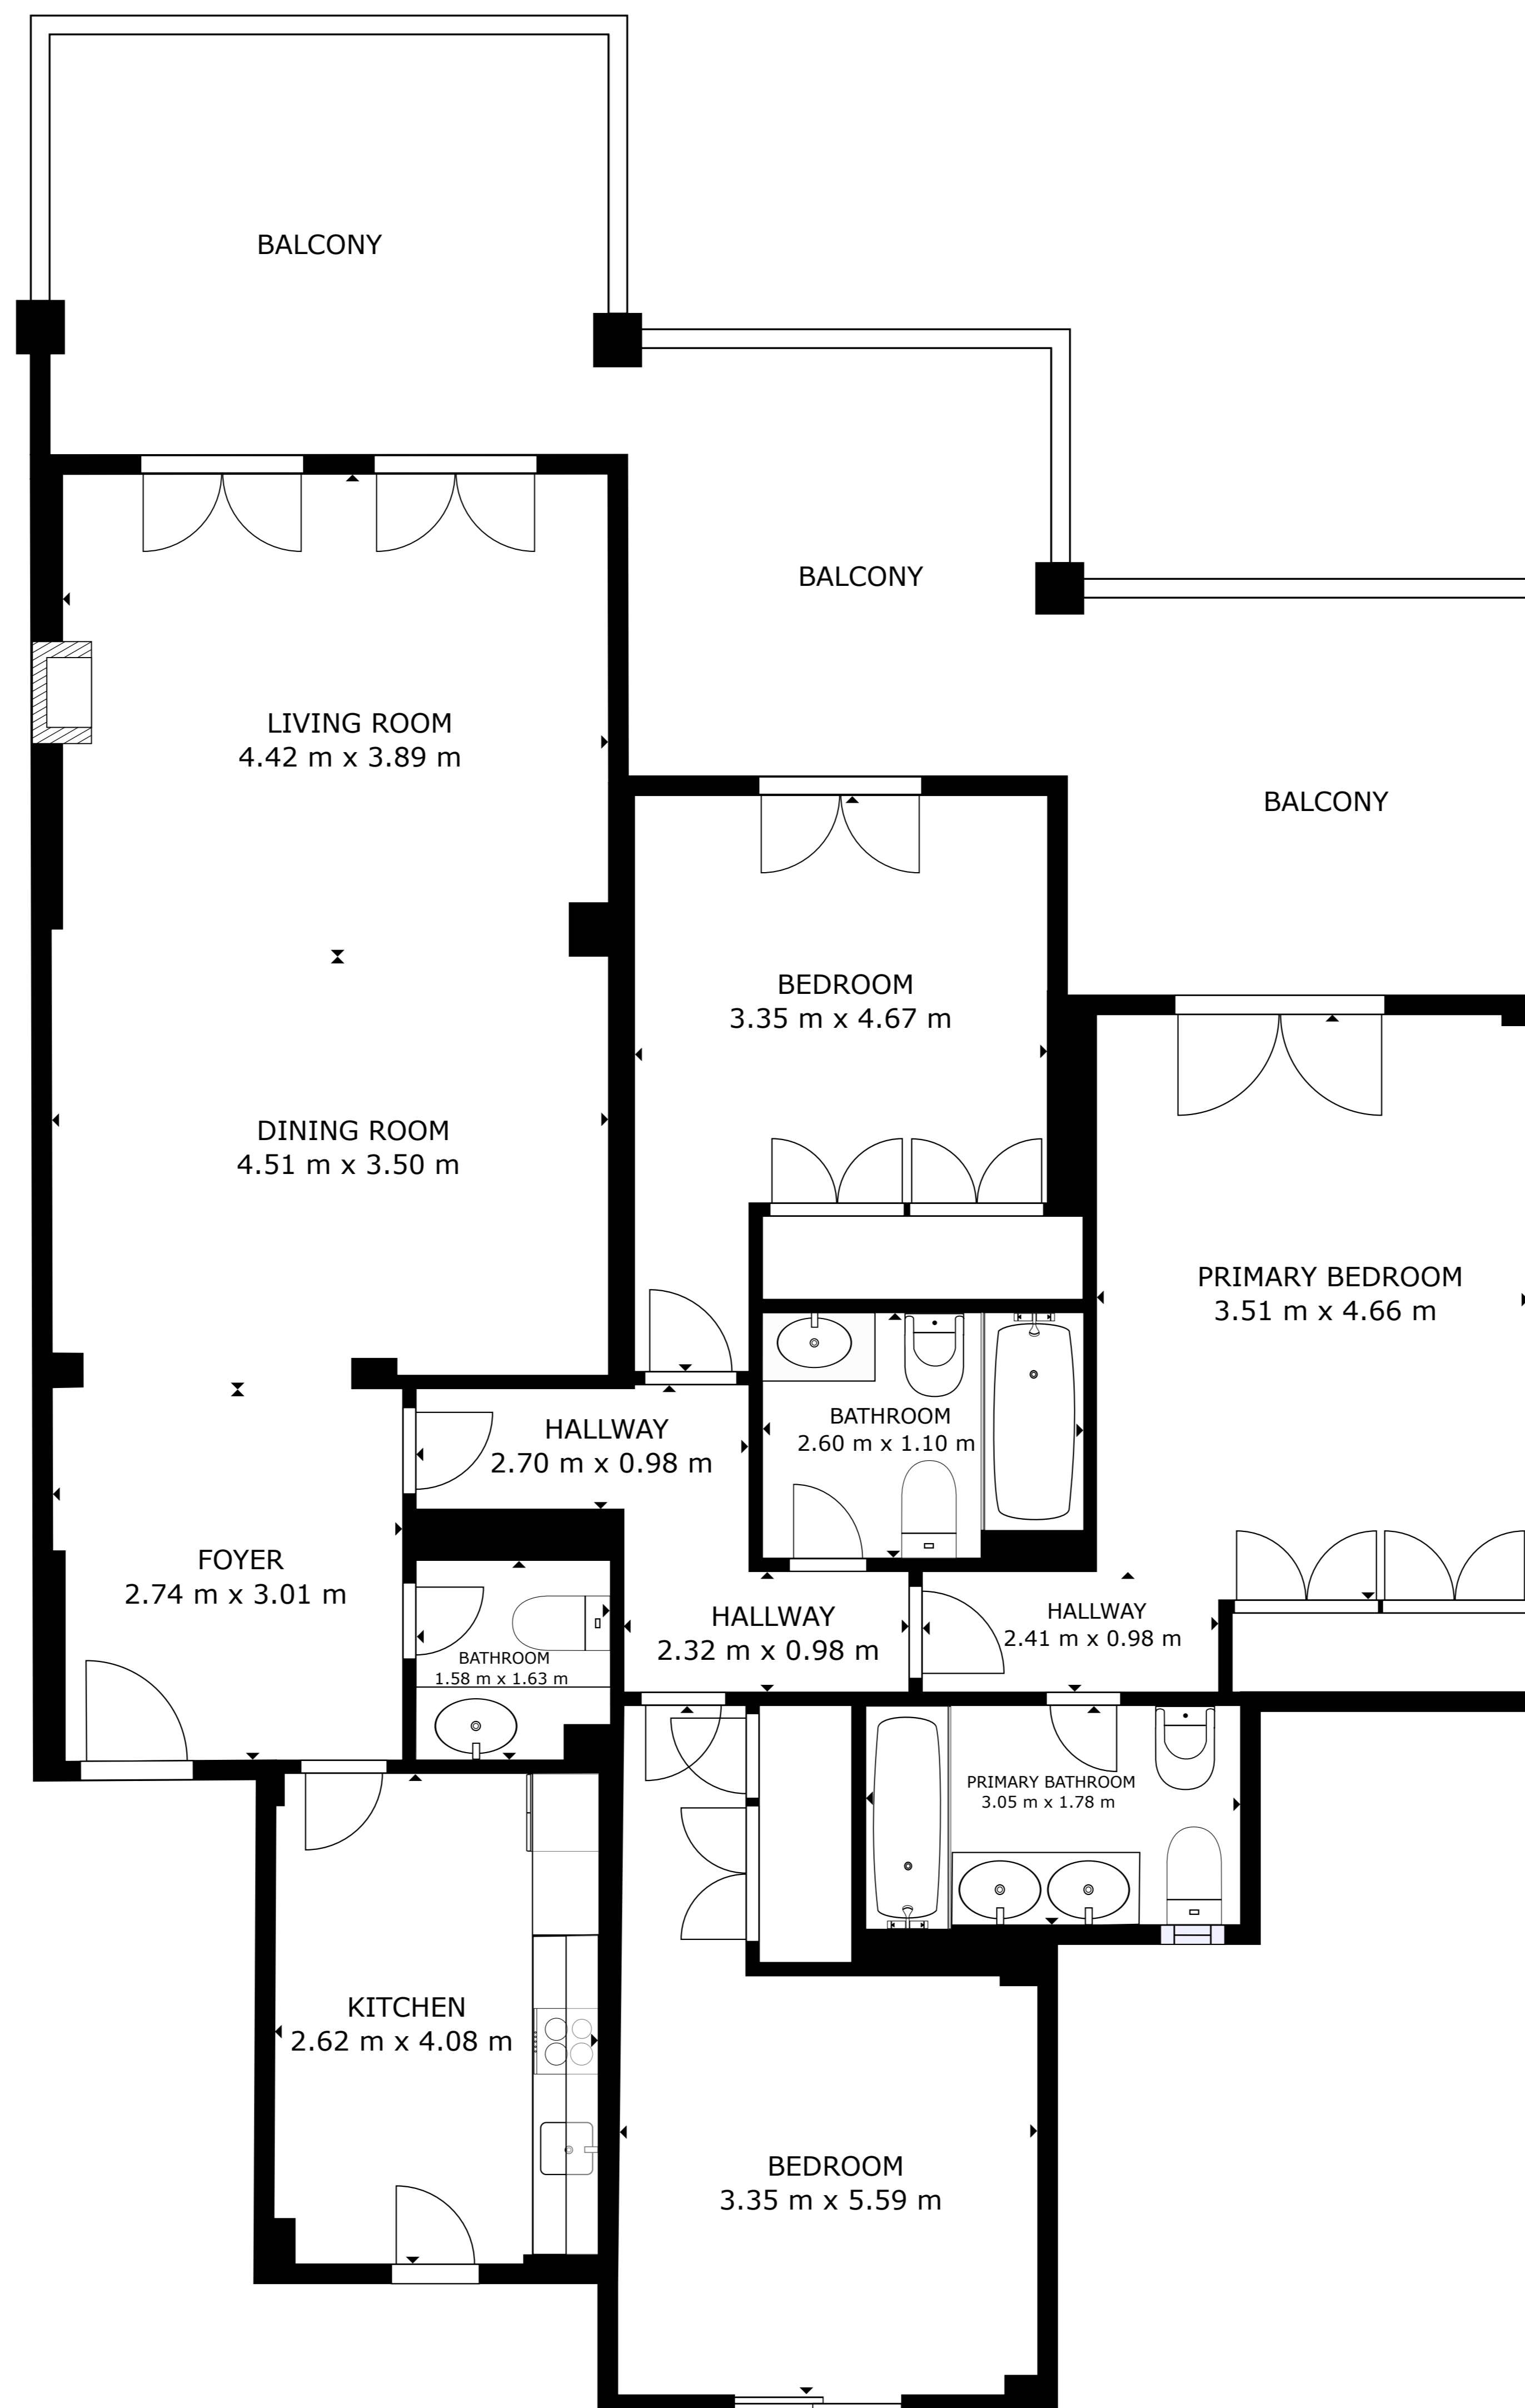 BALCONY
BALCONY
LIVING ROOM
4.42 m x 3.89 m
BALCONY
BEDROOM
3.35 m x 4.67 m
DINING ROOM
4.51 m x 3.50 m
PRIMARY BEDROOM
3.51 m x 4.66 m
BATHROOM
2.60 m x 1.10 m
HALLWAY
2.70 m x 0.98 m
FOYER
2.74 m x 3.01 m
HALLWAY
2.32 m x 0.98 m
HALLWAY
2.41 m x 0.98 m
BATHROOM
1.58 m x 1.63 m
PRIMARY BATHROOM
3.05 m x 1.78 m
KITCHEN
2.62 m x 4.08 m
BEDROOM
3.35 m x 5.59 m